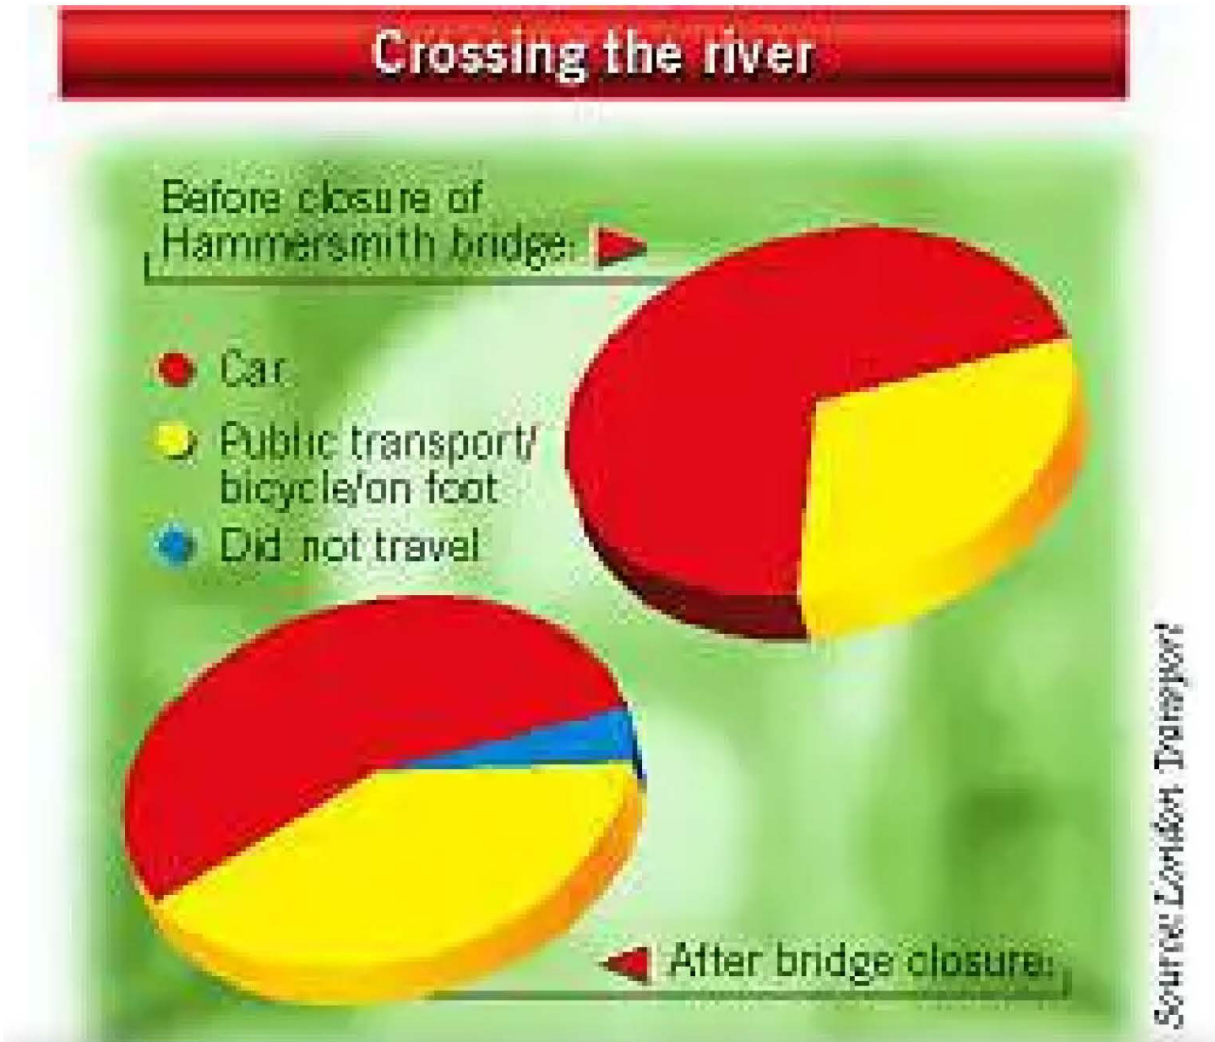 Crossing the river
Before closure of
Hammersmith bridge:
Car
Public transport/
bicycle/on foot
Did not travel
After bridge closure:
Source: London Transport